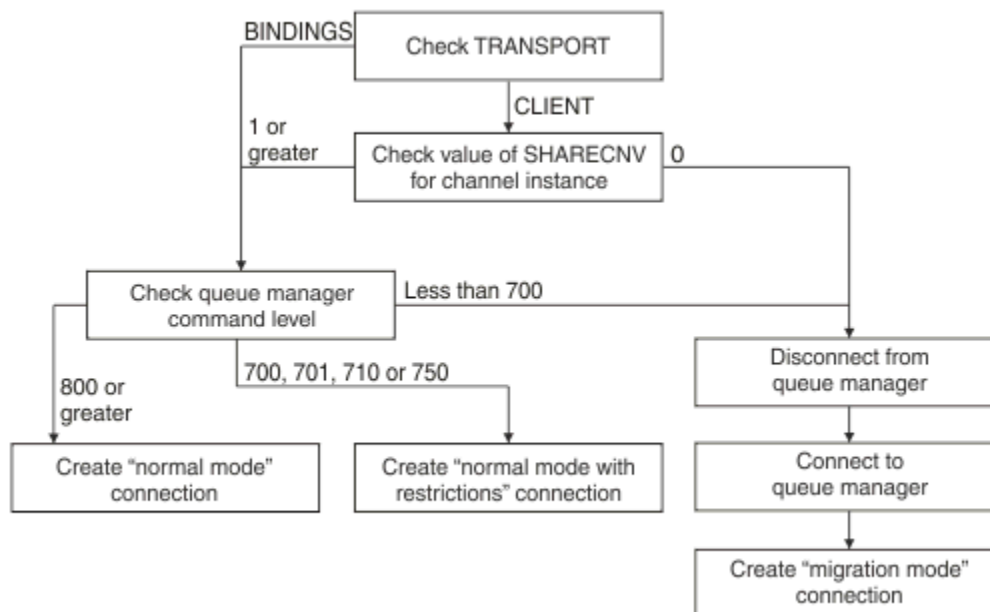 BINDINGS
Check TRANSPORT
CLIENT
1 or
greater
Check value of SHARECNV
for channel instance
0
Check queue manager
command level
Less than 700
800 or
greater
700, 701, 710 or 750
Disconnect from
queue manager
Create “normal mode”
connection
Create “normal mode with
restrictions” connection
Connect to
queue manager
Create “migration mode”
connection